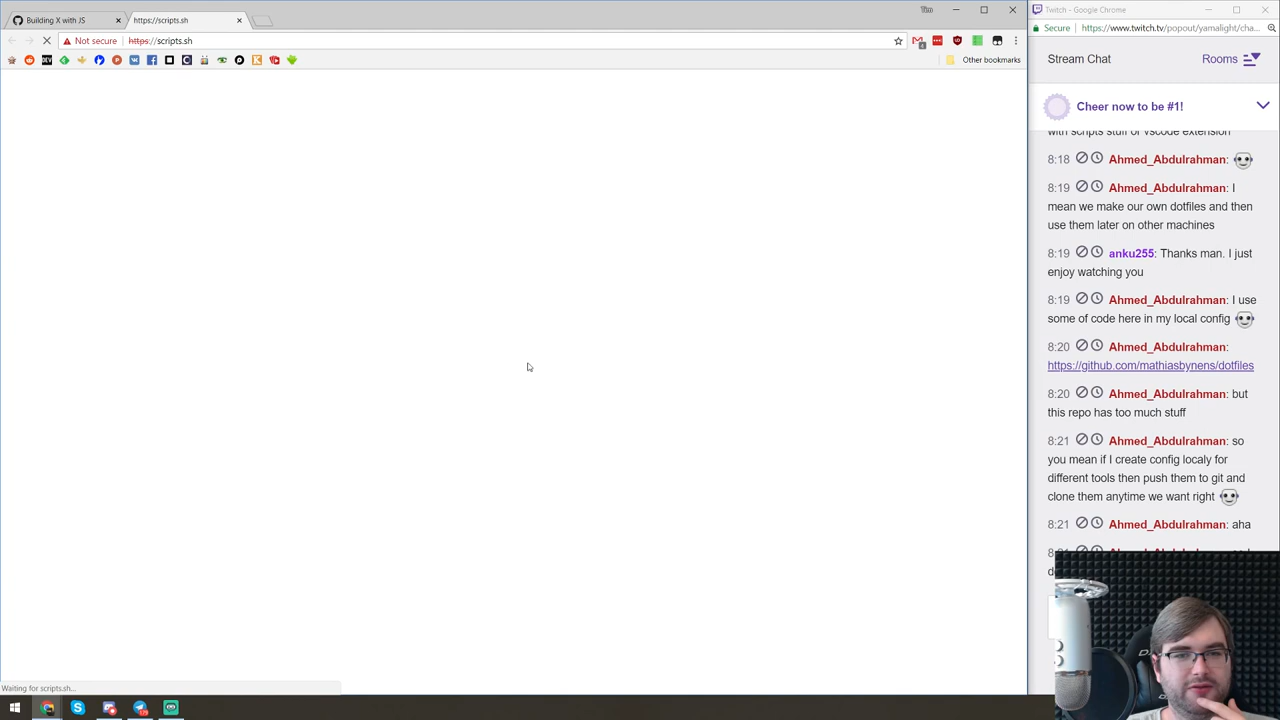 Building X with JS
https://scripts.sh
Tim
Not secure
https://scripts.sh
Other bookmarks
Waiting for scripts.sh...
Twitch - Google Chrome
Secure
https://www.twitch.tv/popout/yamalight/cha...
Stream Chat
Rooms
Cheer now to be #1!
with scripts stuff or vscode extension
8:18 Ahmed_Abdulrahman:
8:19 Ahmed_Abdulrahman: I
mean we make our own dotfiles and then
use them later on other machines
8:19 anku255: Thanks man. I just
enjoy watching you
8:19 Ahmed_Abdulrahman: I use
some of code here in my local config
8:20 Ahmed_Abdulrahman:
https://github.com/mathiasbynens/dotfiles
8:20 Ahmed_Abdulrahman: but
this repo has too much stuff
8:21 Ahmed_Abdulrahman: so
you mean if I create config localy for
different tools then push them to git and
clone them anytime we want right
8:21 Ahmed_Abdulrahman: aha